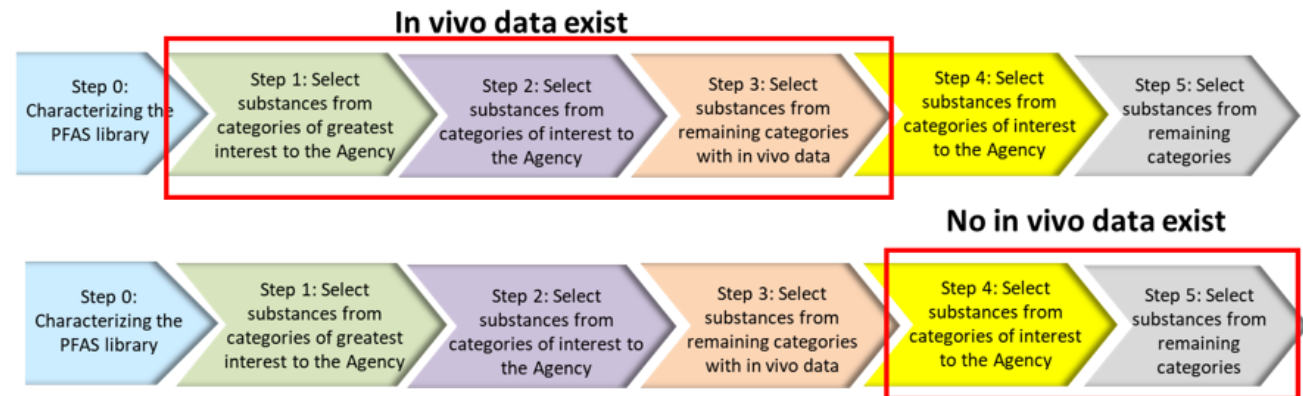 In vivo data exist
Step 0:
Characterizing the
PFAS library
Step 1: Select
substances from
categories of greatest
interest to the Agency
Step 2: Select
substances from
categories of interest to
the Agency
Step 3: Select
substances from
remaining categories
with in vivo data
Step 4: Select
substances from
categories of interest
to the Agency
Step 5: Select
substances from
remaining
categories
No in vivo data exist
Step 0:
Characterizing the
PFAS library
Step 1: Select
substances from
categories of greatest
interest to the Agency
Step 2: Select
substances from
categories of interest to
the Agency
Step 3: Select
substances from
remaining categories
with in vivo data
Step 4: Select
substances from
categories of interest
to the Agency
Step 5: Select
substances from
remaining
categories